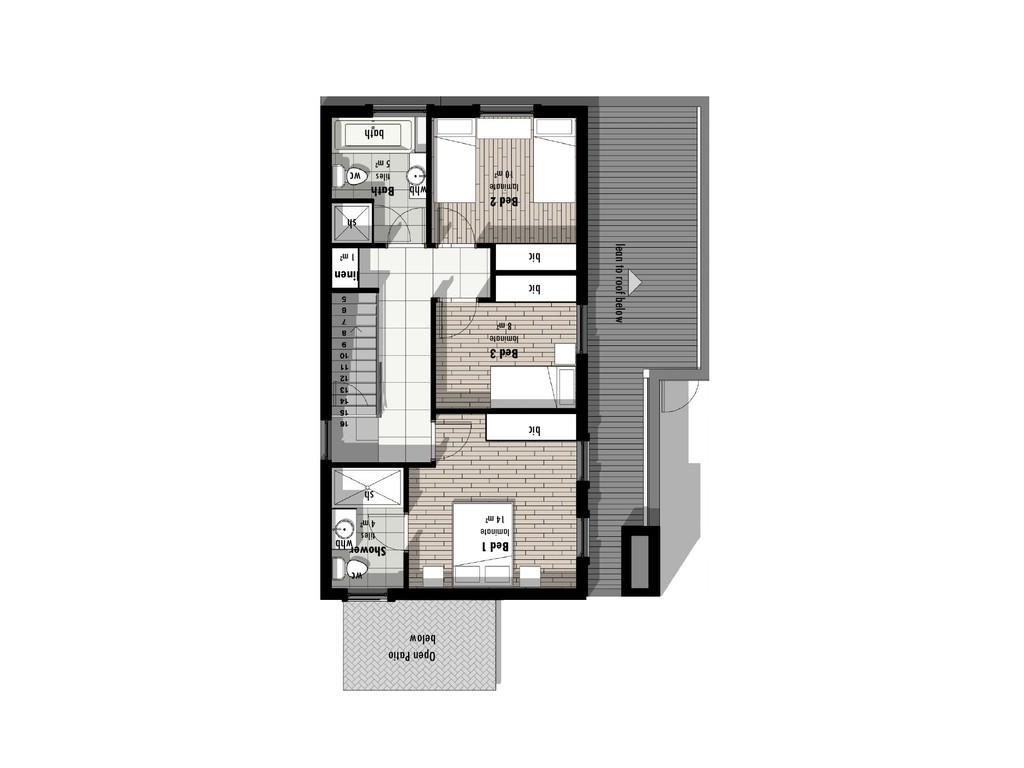 bath
wc
Bath
tiles
5 m²
whb
sh
linen
1 m²
Bed 2
laminate
10 m²
bic
bic
Bed 3
laminate
8 m²
lean to roof below
5
6
7
8
9
10
11
12
13
14
15
16
bic
Bed 1
laminate
14 m²
sh
whb
Shower
tiles
4 m²
wc
Open Patio
below